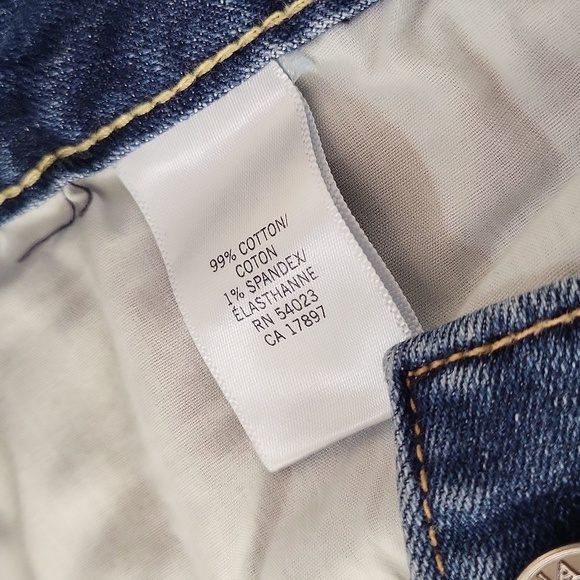 99% COTTON/
COTON
1% SPANDEX/
ÉLASTHANNE
RN 54023
CA 17897